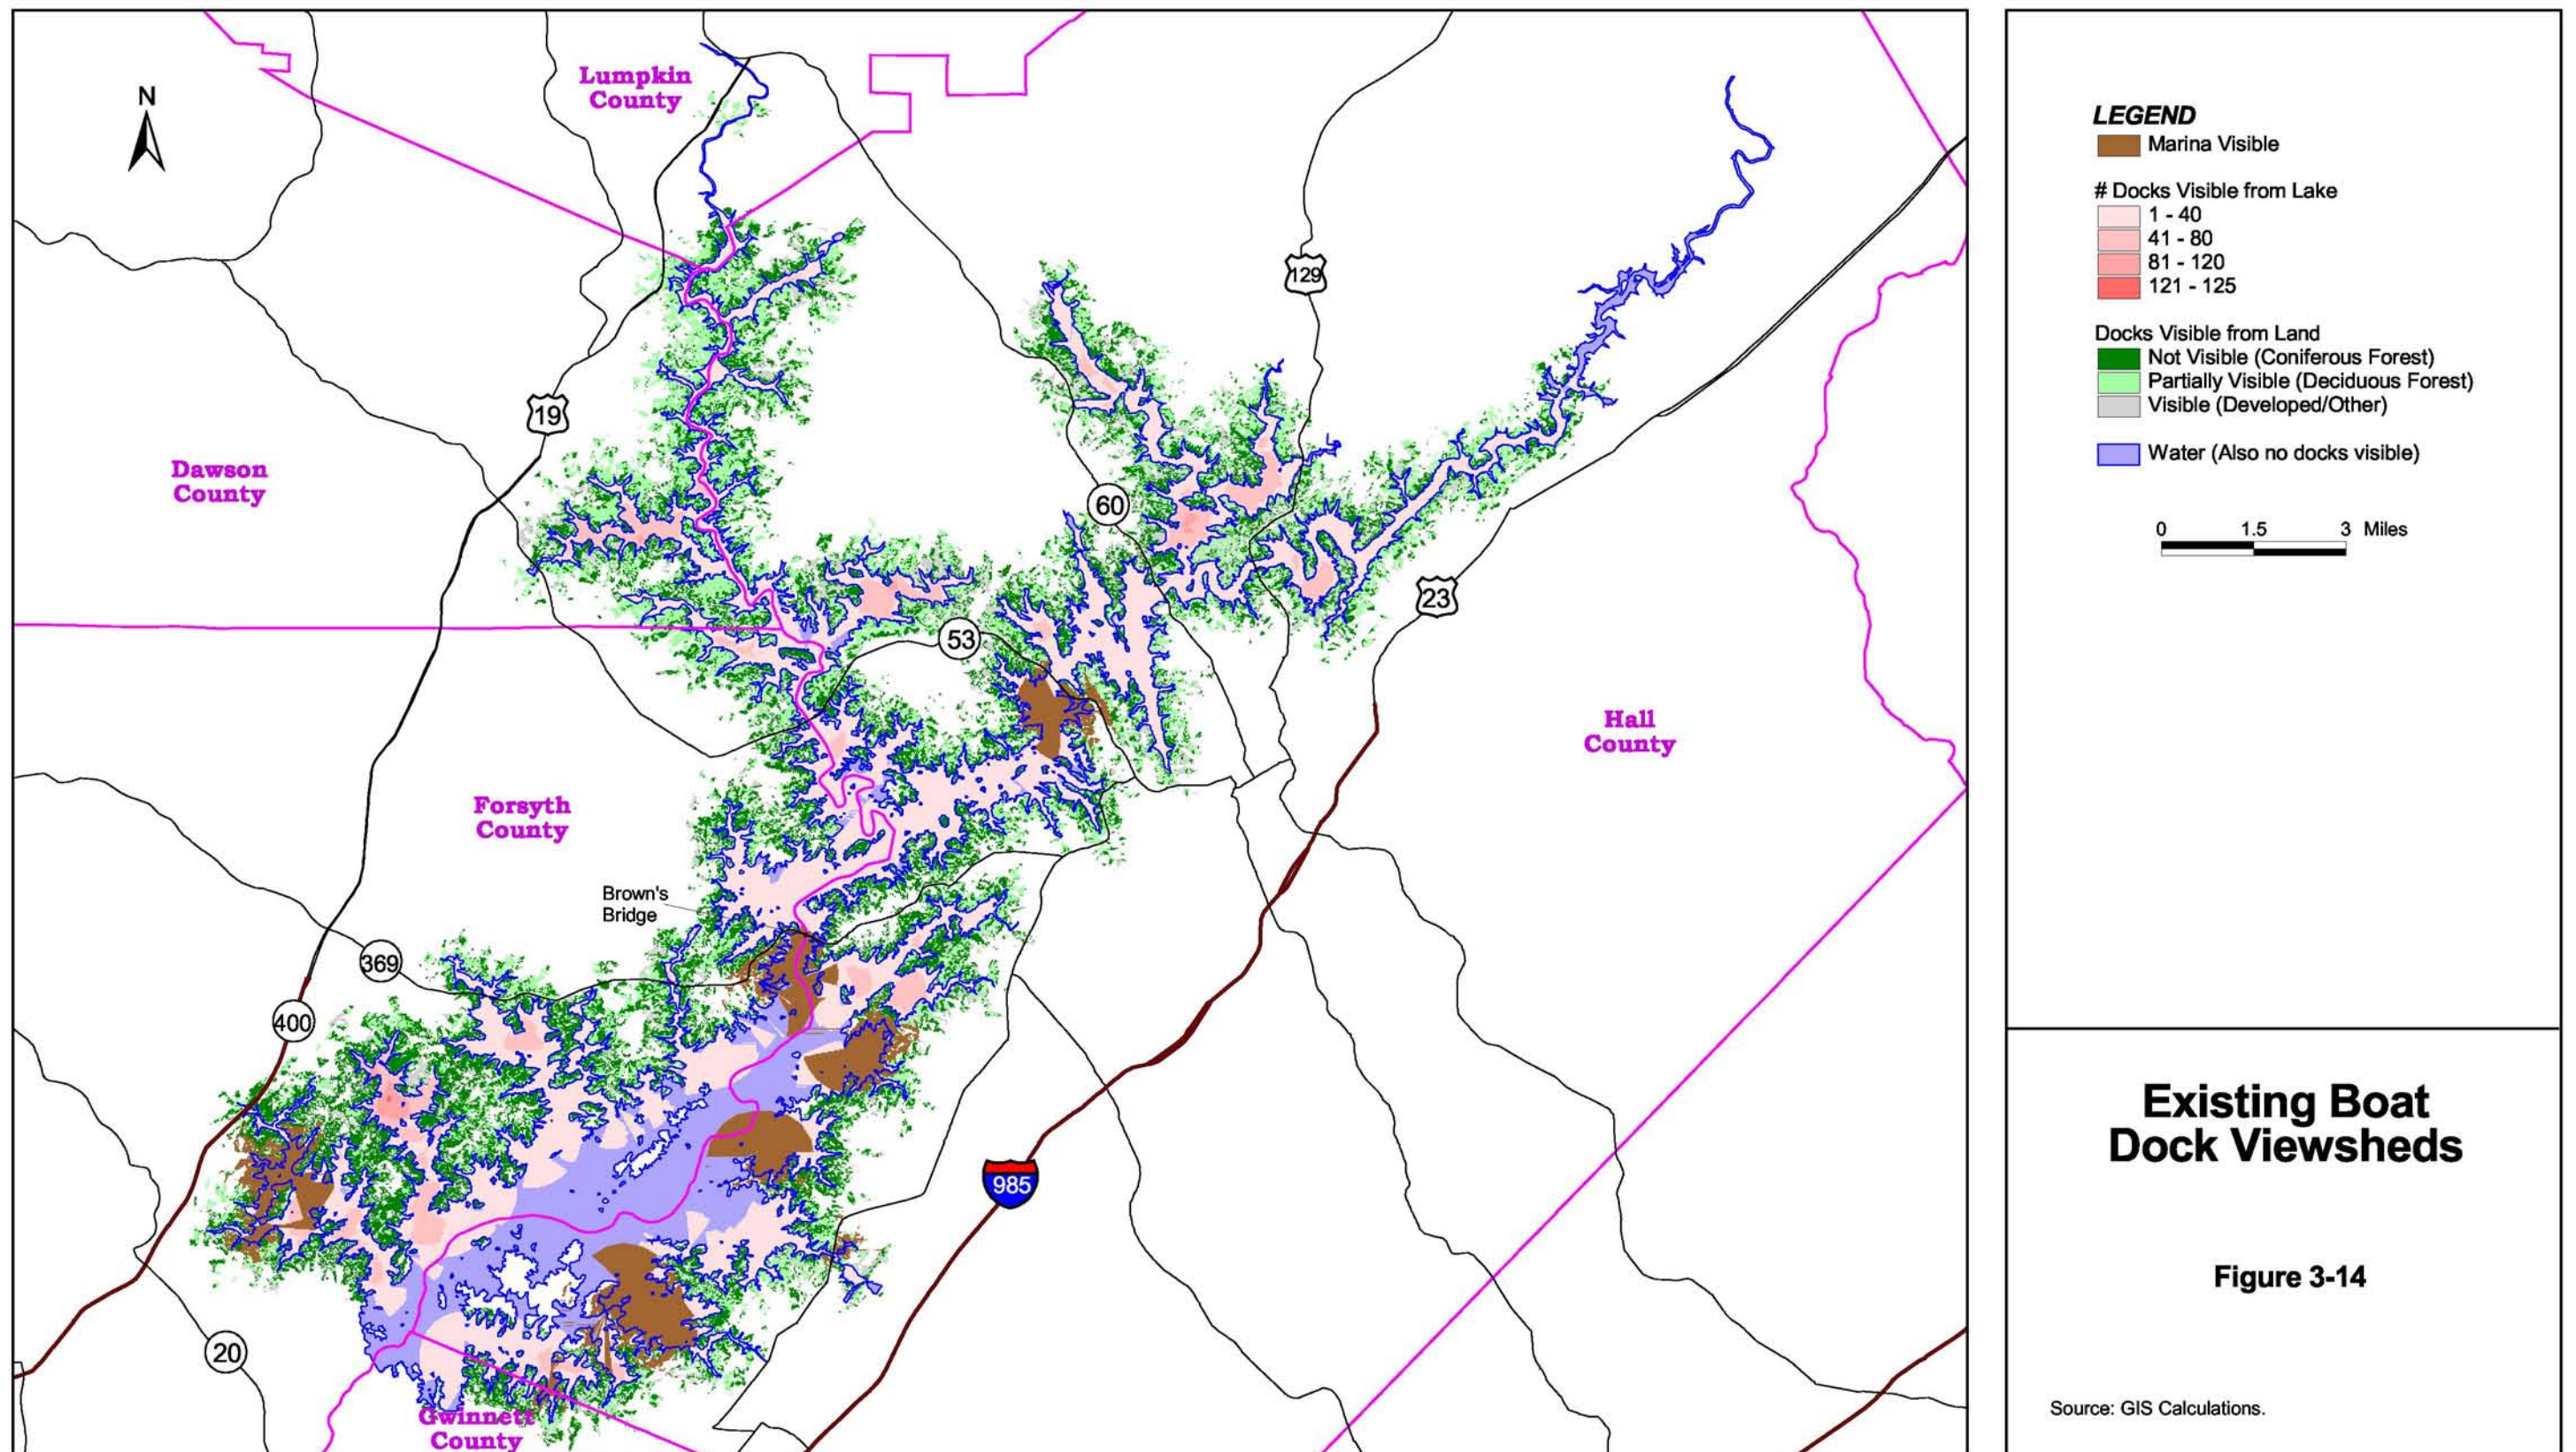 N
Lumpkin
County
129
19
Dawson
County
60
53
23
Hall
County
Forsyth
County
Brown's
Bridge
369
400
985
20
Gwinnett
County
LEGEND
Marina Visible
# Docks Visible from Lake
1 - 40
41 - 80
81 - 120
121 - 125
Docks Visible from Land
Not Visible (Coniferous Forest)
Partially Visible (Deciduous Forest)
Visible (Developed/Other)
Water (Also no docks visible)
0 1.5 3 Miles
Existing Boat
Dock Viewsheds
Figure 3-14
Source: GIS Calculations.